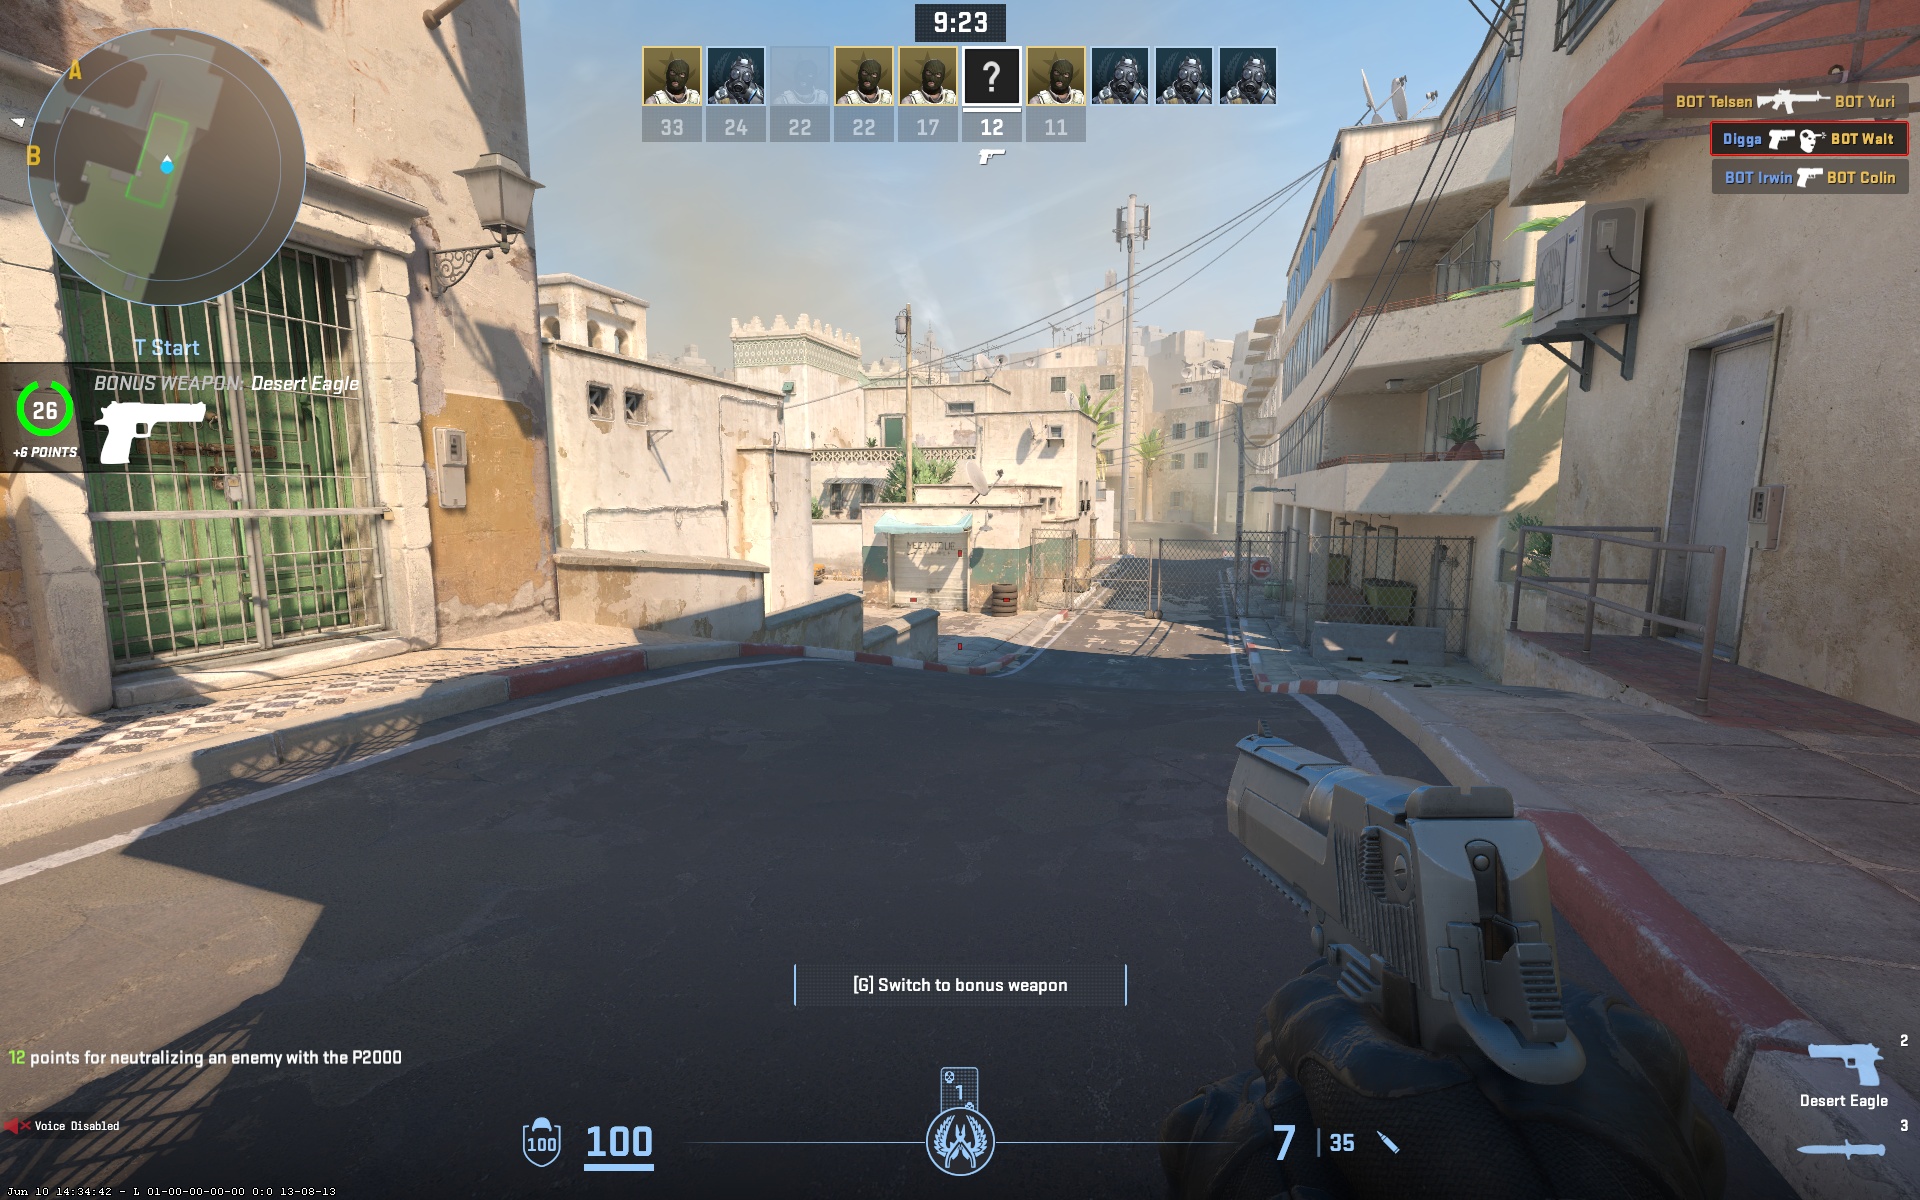 9:23
A
B
?
33
24
22
22
17
12
11
BOT Telsen BOT Yuri
Digga BOT Walt
BOT Irwin BOT Colin
T Start
BONUS WEAPON: Desert Eagle
26
+6 POINTS
[G] Switch to bonus weapon
12 points for neutralizing an enemy with the P2000
Voice Disabled
100
100
1
7
35
2
Desert Eagle
3
Jun 10 14:34:42 - L 01-00-00-00-00 0:0 13-08-13